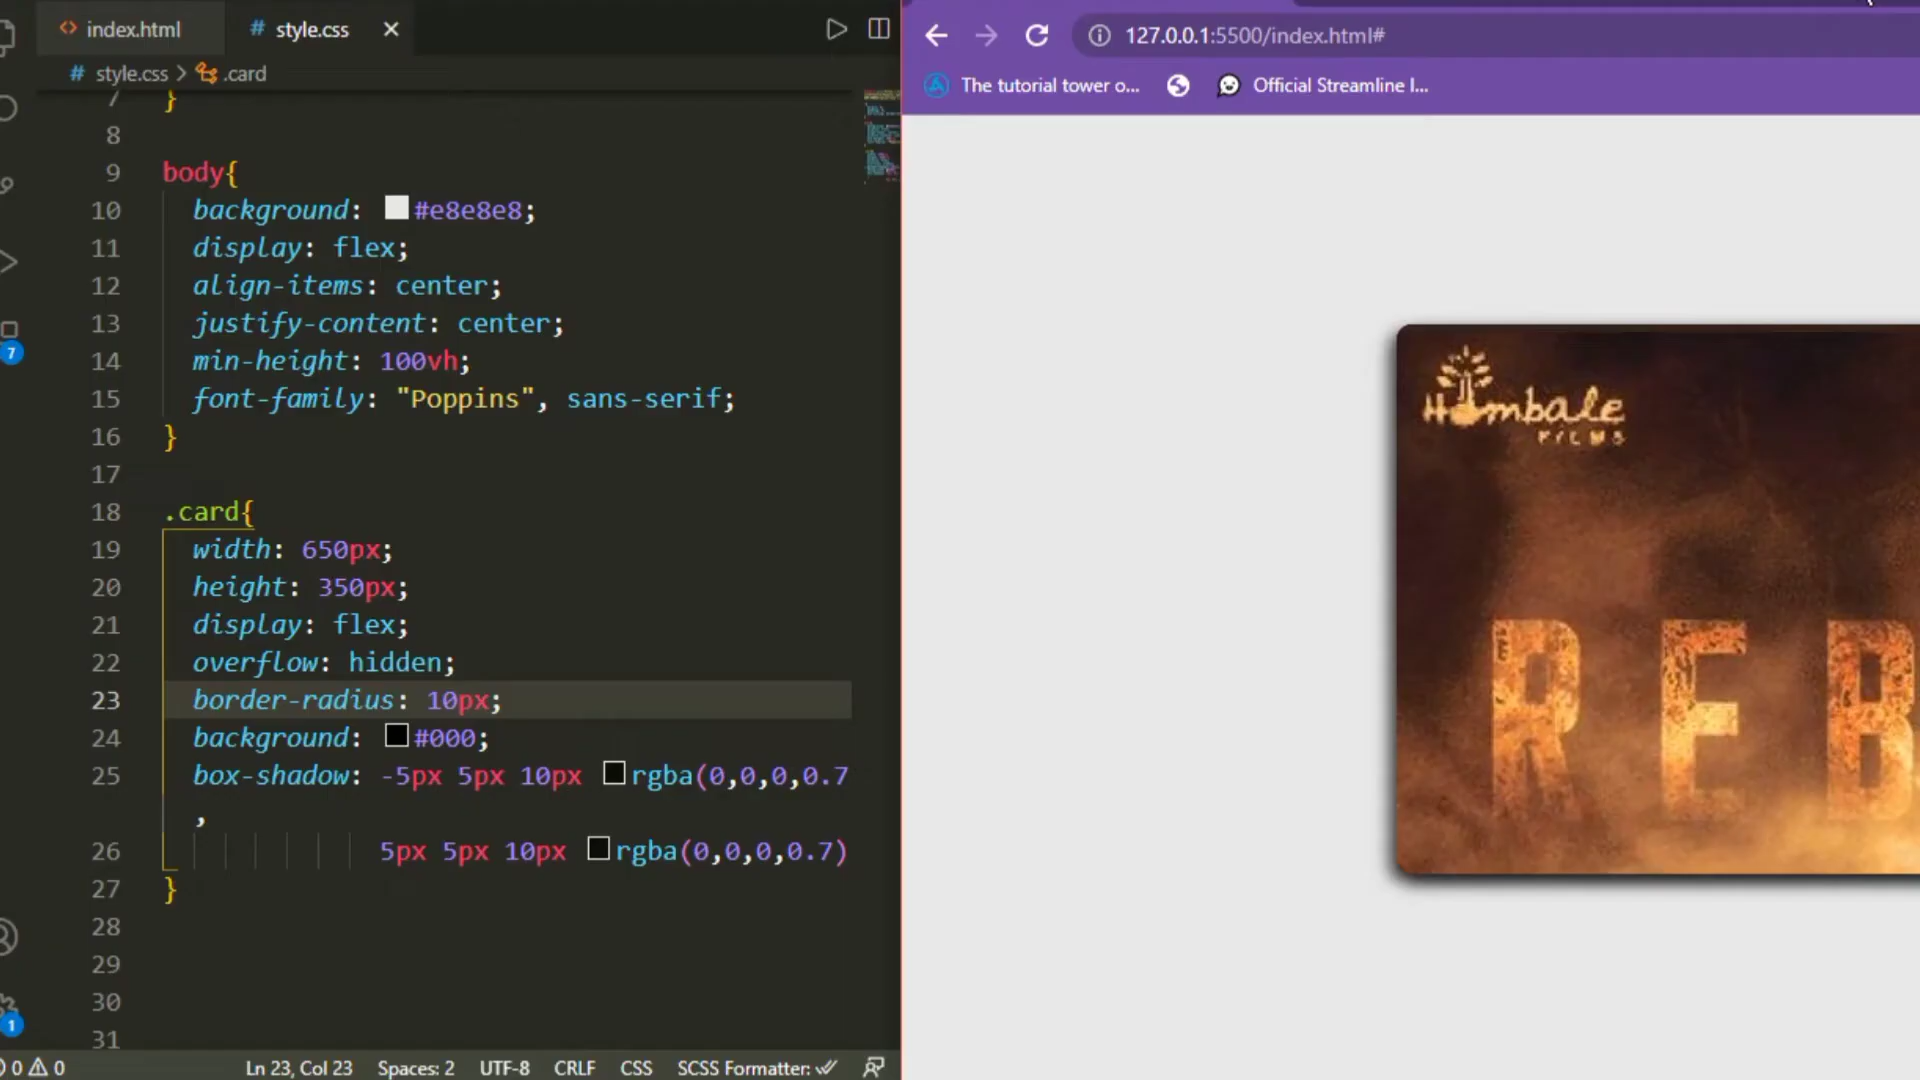 index.html
style.css
style.css > .card
7 }
8
9 body{
10 background: #e8e8e8;
11 display: flex;
12 align-items: center;
13 justify-content: center;
14 min-height: 100vh;
15 font-family: "Poppins", sans-serif;
16 }
17
18 .card{
19 width: 650px;
20 height: 350px;
21 display: flex;
22 overflow: hidden;
23 border-radius: 10px;
24 background: #000;
25 box-shadow: -5px 5px 10px rgba(0,0,0,0.7
,
26 5px 5px 10px rgba(0,0,0,0.7)
27 }
28
29
30
31
7
1
0 0
Ln 23, Col 23 Spaces: 2 UTF-8 CRLF CSS SCSS Formatter:
127.0.0.1:5500/index.html#
The tutorial tower o...
Official Streamline I...
Hombale
FILMS
REB